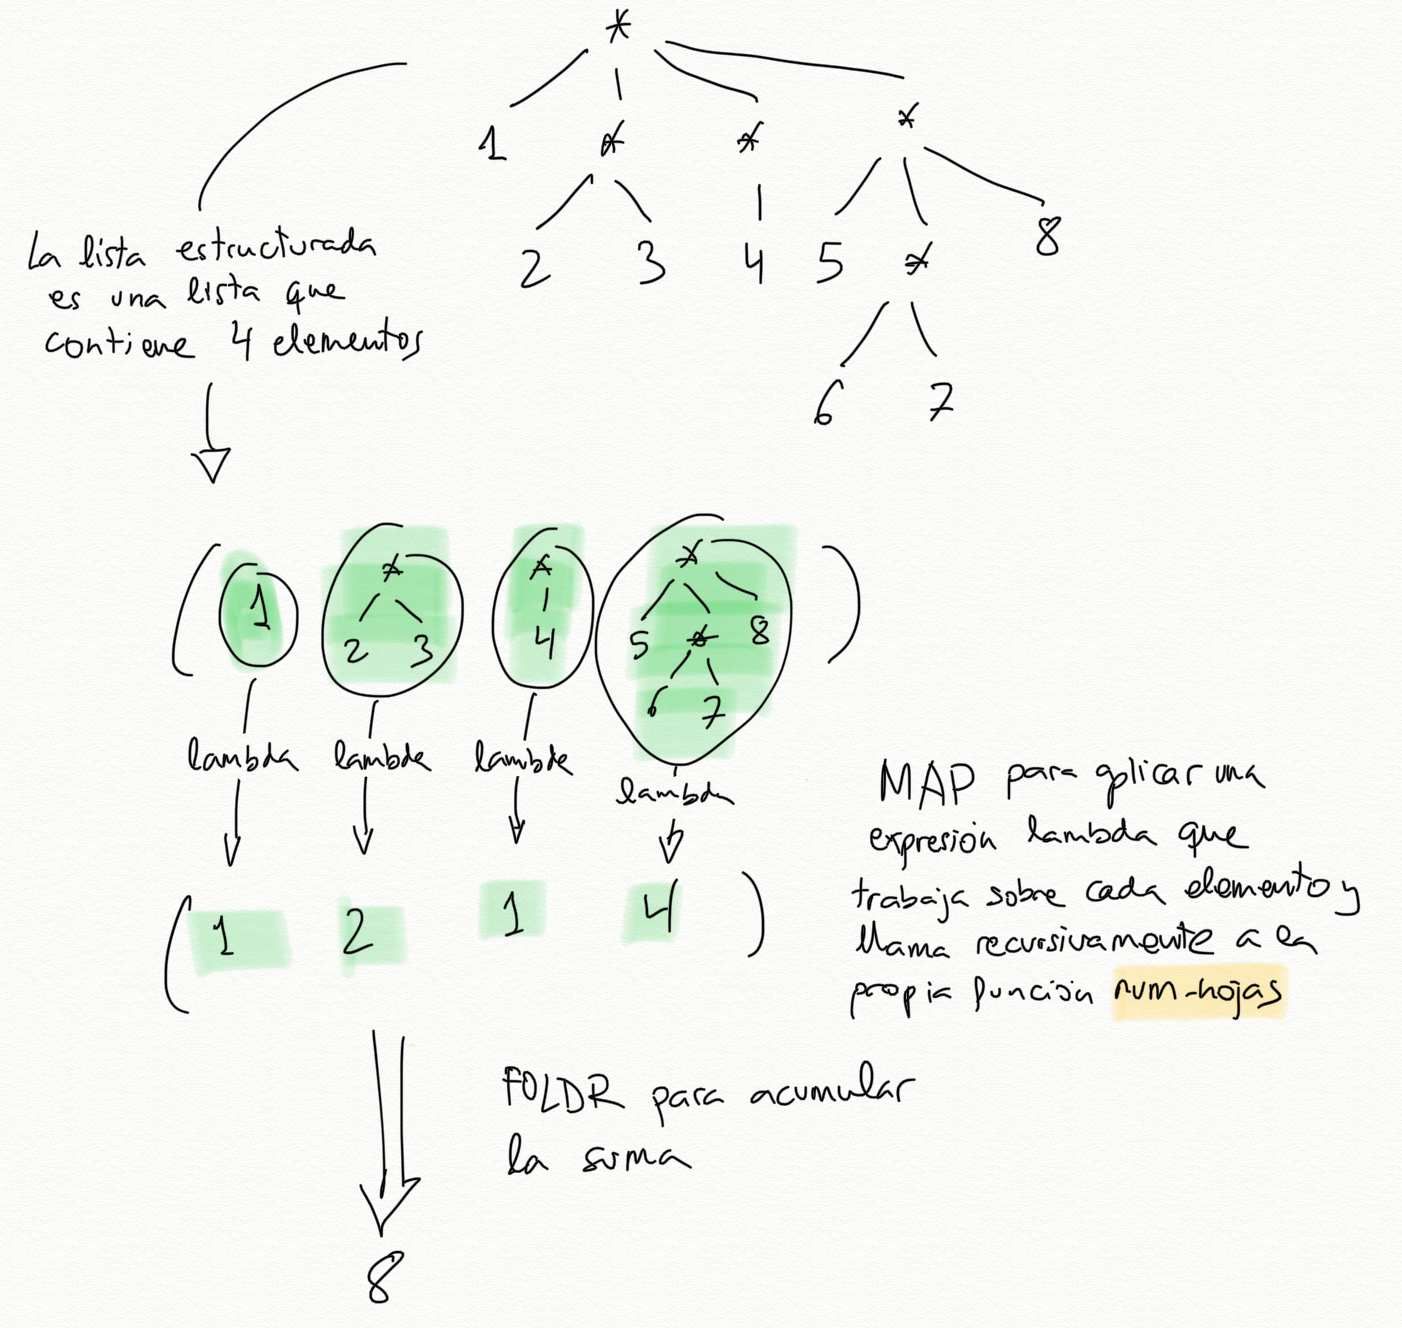 *
1 * * *
2 3 4 5 * 8
6 7
La lista estructurada
es una lista que
contiene 4 elementos
( 1 * * * )
2 3 4 5 * 8
6 7
lambda lambda lambda lambda
( 1 2 1 4 )
MAP para aplicar una
expresión lambda que
trabaja sobre cada elemento y
llama recursivamente a la
propia función num-hojas
FOLDR para acumular
la suma
8